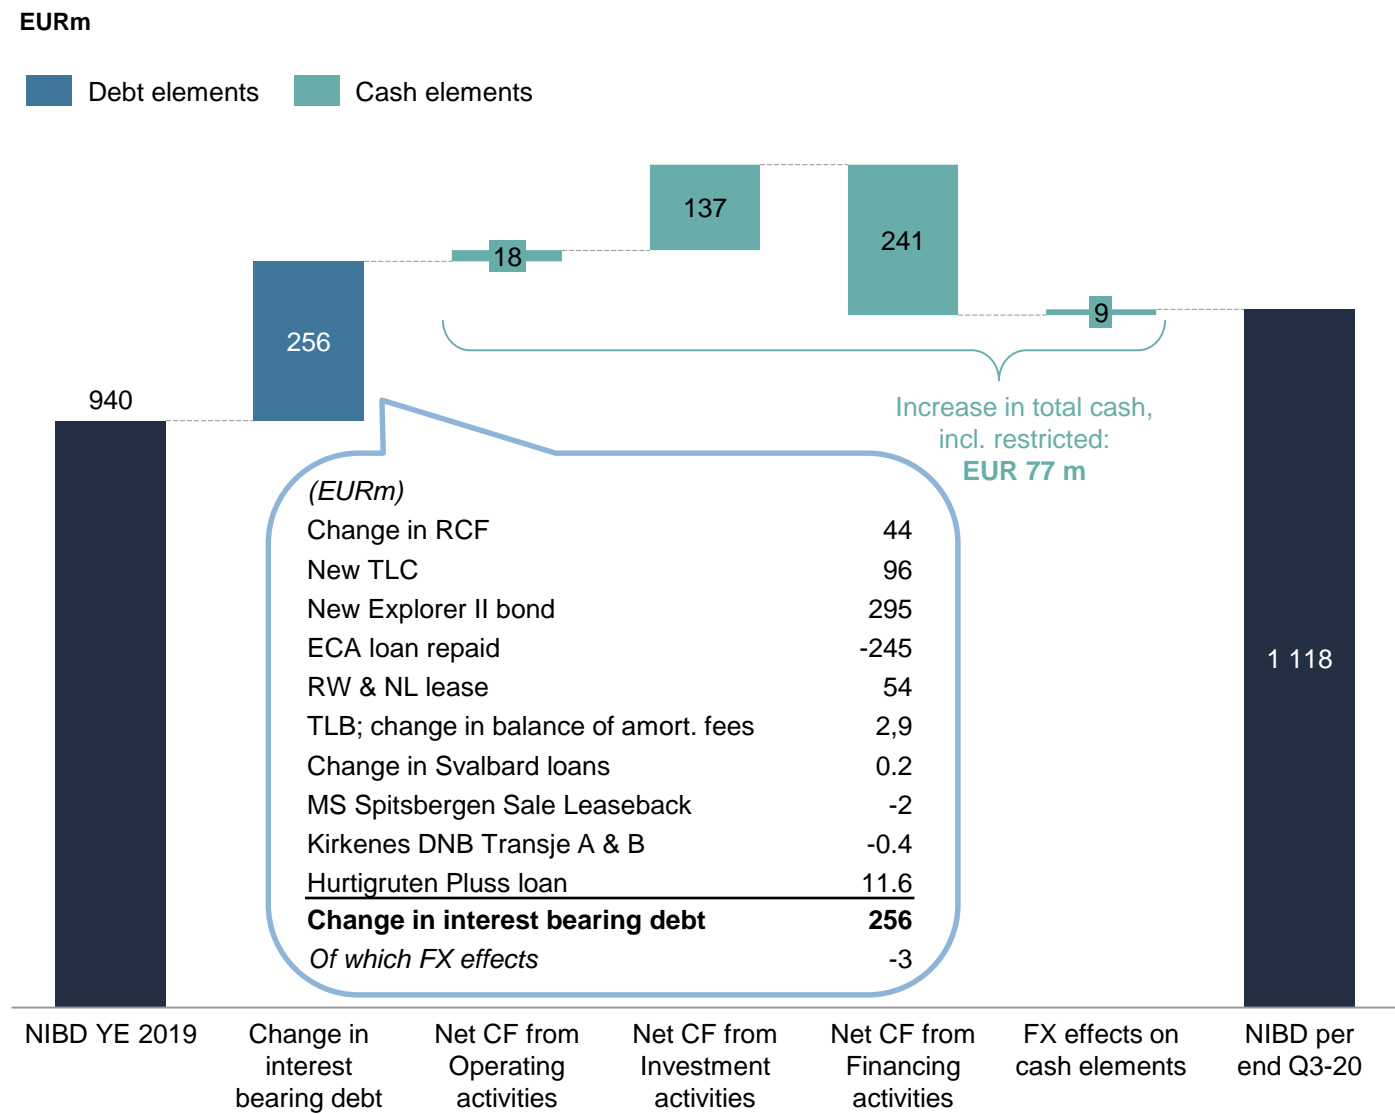 EURm
Debt elements
Cash elements
940
256
18
137
241
9
1 118
Increase in total cash,
incl. restricted:
EUR 77 m
(EURm)
Change in RCF 44
New TLC 96
New Explorer II bond 295
ECA loan repaid -245
RW & NL lease 54
TLB; change in balance of amort. fees 2,9
Change in Svalbard loans 0.2
MS Spitsbergen Sale Leaseback -2
Kirkenes DNB Transje A & B -0.4
Hurtigruten Pluss loan 11.6
Change in interest bearing debt 256
Of which FX effects -3
NIBD YE 2019
Change in
interest
bearing debt
Net CF from
Operating
activities
Net CF from
Investment
activities
Net CF from
Financing
activities
FX effects on
cash elements
NIBD per
end Q3-20